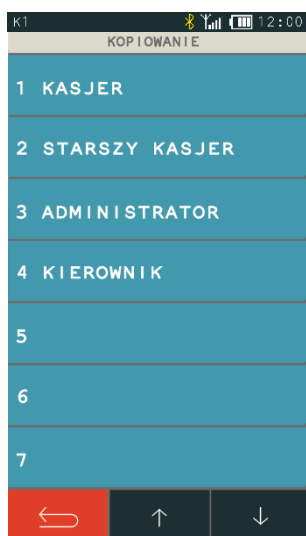 K1 12:00
KOPIOWANIE
1 KASJER
2 STARSZY KASJER
3 ADMINISTRATOR
4 KIEROWNIK
5
6
7